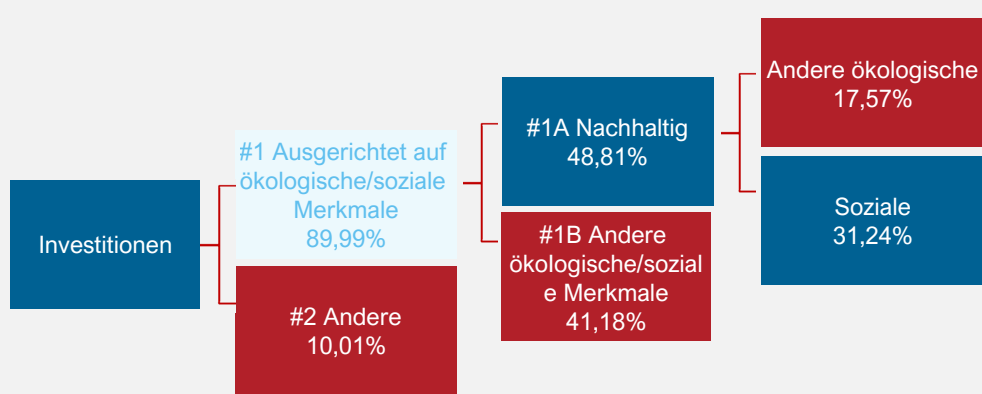 Investitionen
#1 Ausgerichtet auf
ökologische/soziale
Merkmale
89,99%
#2 Andere
10,01%
#1A Nachhaltig
48,81%
#1B Andere
ökologische/sozial
e Merkmale
41,18%
Andere ökologische
17,57%
Soziale
31,24%